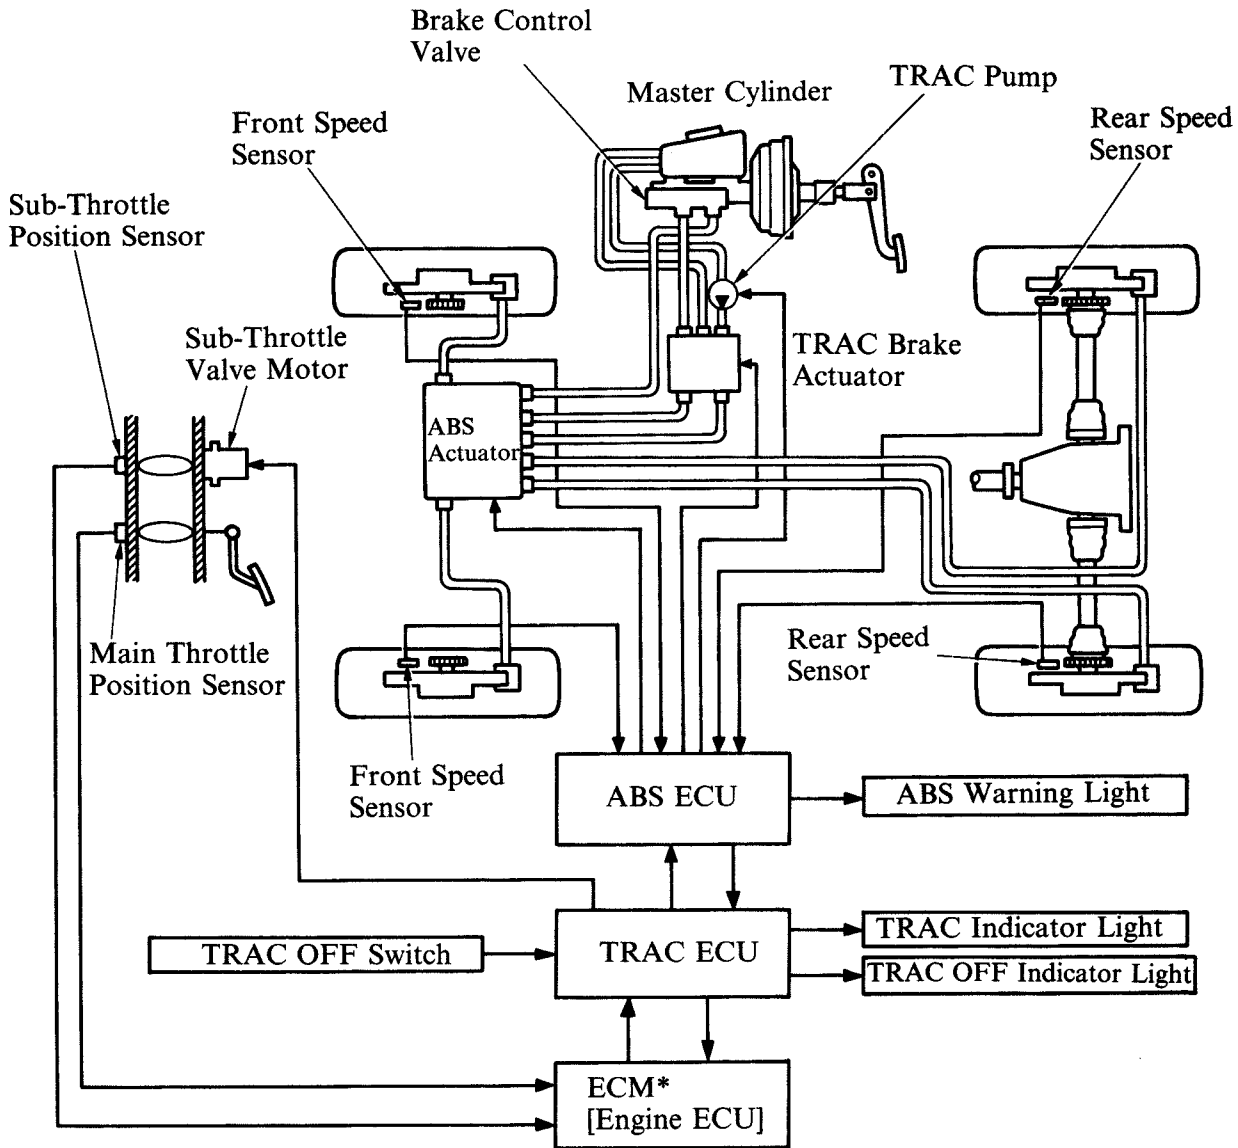 Brake Control
Valve
TRAC Pump
Master Cylinder
Front Speed
Sensor
Rear Speed
Sensor
Sub-Throttle
Position Sensor
Sub-Throttle
Valve Motor
TRAC Brake
Actuator
ABS
Actuator
Main Throttle
Position Sensor
Rear Speed
Sensor
Front Speed
Sensor
ABS ECU
ABS Warning Light
TRAC OFF Switch
TRAC ECU
TRAC Indicator Light
TRAC OFF Indicator Light
ECM*
[Engine ECU]